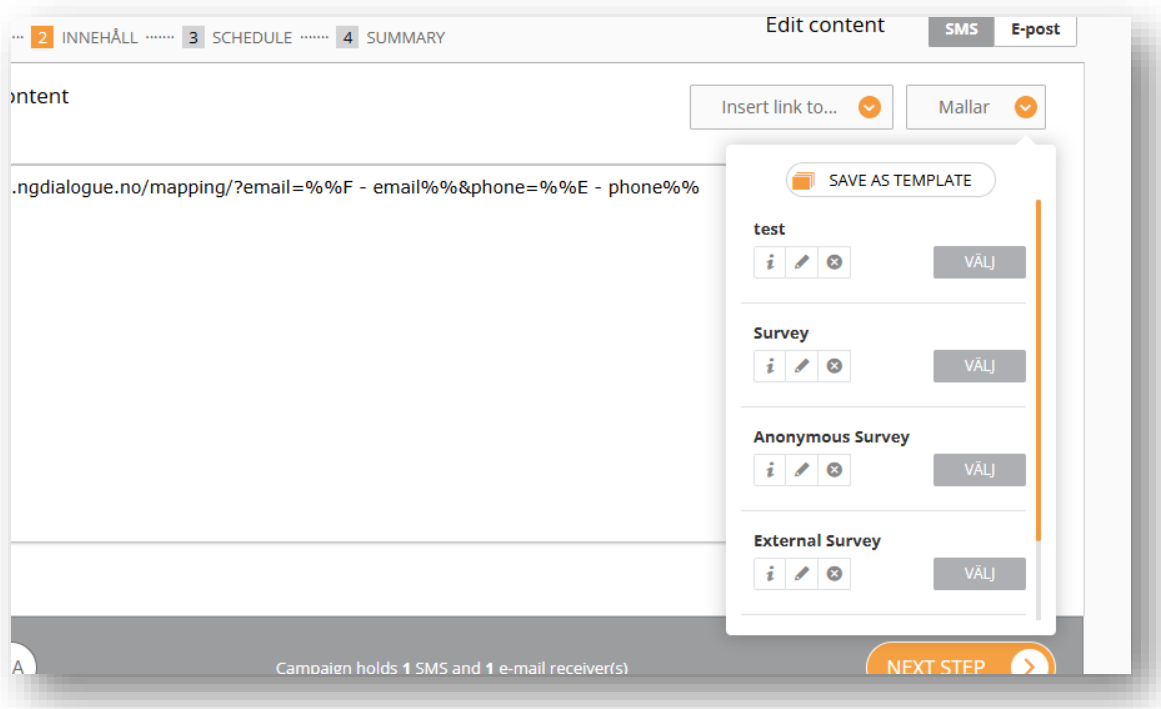 2 INNEHÅLL 3 SCHEDULE 4 SUMMARY
Edit content SMS E-post
ontent
Insert link to... Mallar
.ngdialogue.no/mapping/?email=%%F - email%%&phone=%%E - phone%%
SAVE AS TEMPLATE
test
VÄLJ
Survey
VÄLJ
Anonymous Survey
VÄLJ
External Survey
VÄLJ
A
Campaign holds 1 SMS and 1 e-mail receiver(s)
NEXT STEP